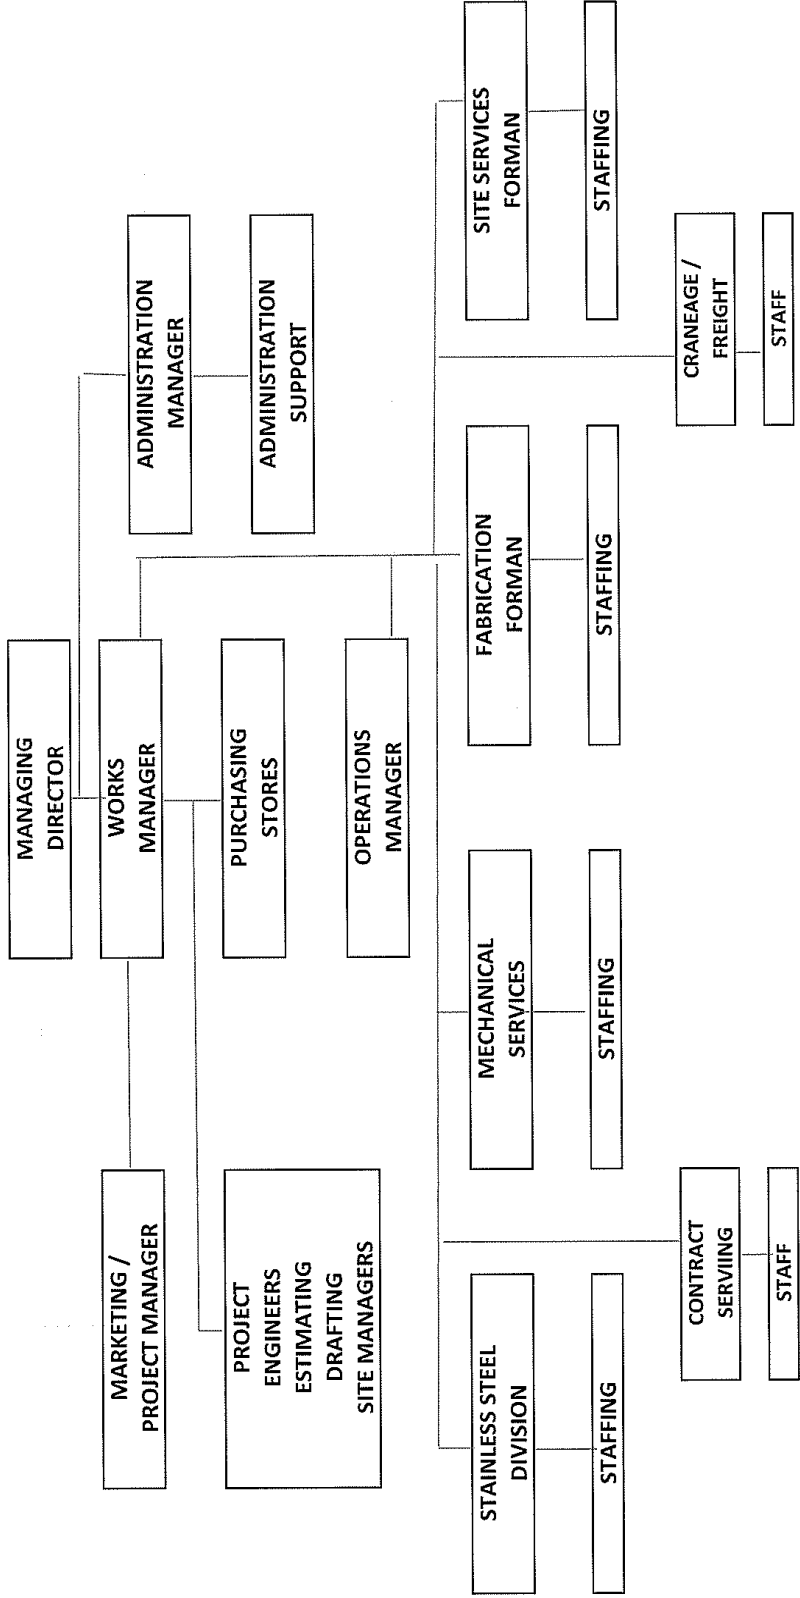 MANAGING
DIRECTOR
MARKETING /
PROJECT MANAGER
WORKS
MANAGER
ADMINISTRATION
MANAGER
PROJECT
ENGINEERS
ESTIMATING
DRAFTING
SITE MANAGERS
PURCHASING
STORES
ADMINISTRATION
SUPPORT
OPERATIONS
MANAGER
STAINLESS STEEL
DIVISION
MECHANICAL
SERVICES
FABRICATION
FORMAN
SITE SERVICES
FORMAN
STAFFING
STAFFING
STAFFING
STAFFING
CONTRACT
SERVIING
CRANEAGE /
FREIGHT
STAFF
STAFF